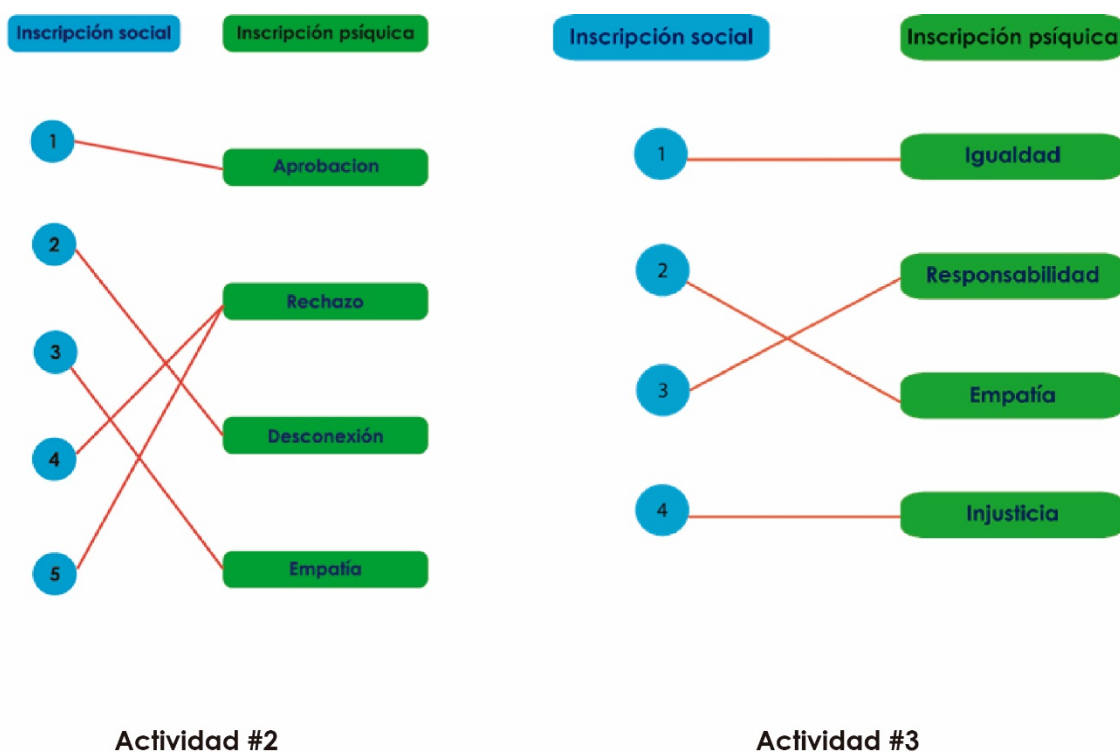 Inscripción social
Inscripción psíquica
1
Aprobacion
2
Rechazo
3
Desconexión
4
Empatía
5
Actividad #2
Inscripción social
Inscripción psíquica
1
Igualdad
2
Responsabilidad
3
Empatía
4
Injusticia
Actividad #3